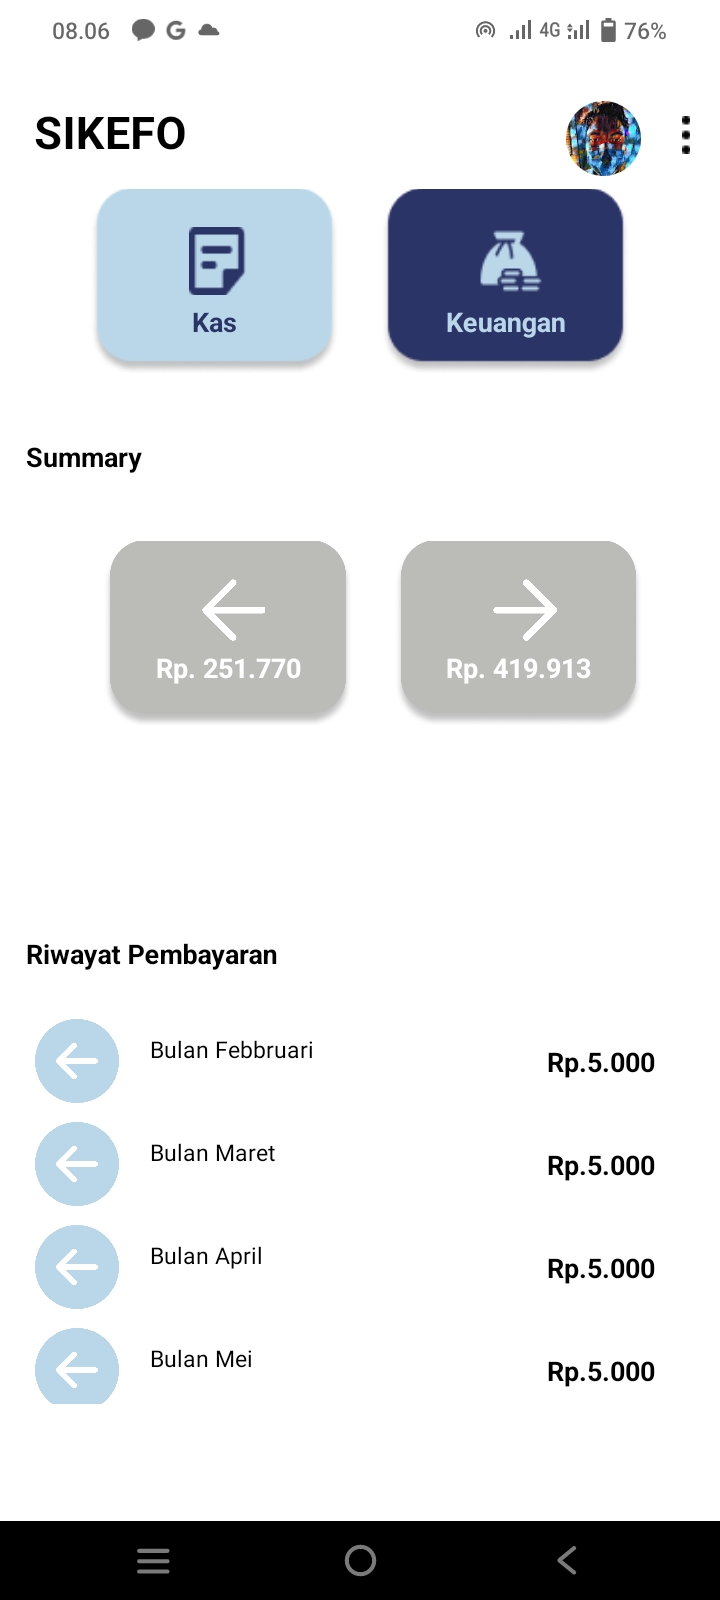 08.06 4G 76%
SIKEFO
Kas Keuangan
Summary
Rp. 251.770 Rp. 419.913
Riwayat Pembayaran
Bulan Febbruari Rp.5.000
Bulan Maret Rp.5.000
Bulan April Rp.5.000
Bulan Mei Rp.5.000